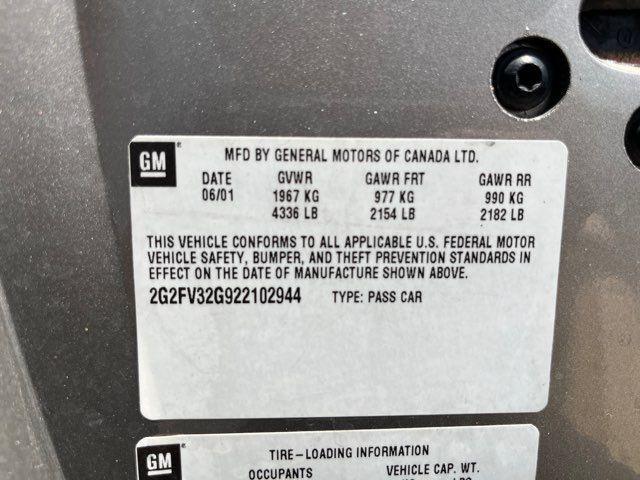 GM MFD BY GENERAL MOTORS OF CANADA LTD.
DATE GVWR GAWR FRT GAWR RR
06/01 1967 KG 977 KG 990 KG
4336 LB 2154 LB 2182 LB
THIS VEHICLE CONFORMS TO ALL APPLICABLE U.S. FEDERAL MOTOR
VEHICLE SAFETY, BUMPER, AND THEFT PREVENTION STANDARDS IN
EFFECT ON THE DATE OF MANUFACTURE SHOWN ABOVE.
2G2FV32G922102944 TYPE: PASS CAR
GM TIRE-LOADING INFORMATION
OCCUPANTS VEHICLE CAP. WT.